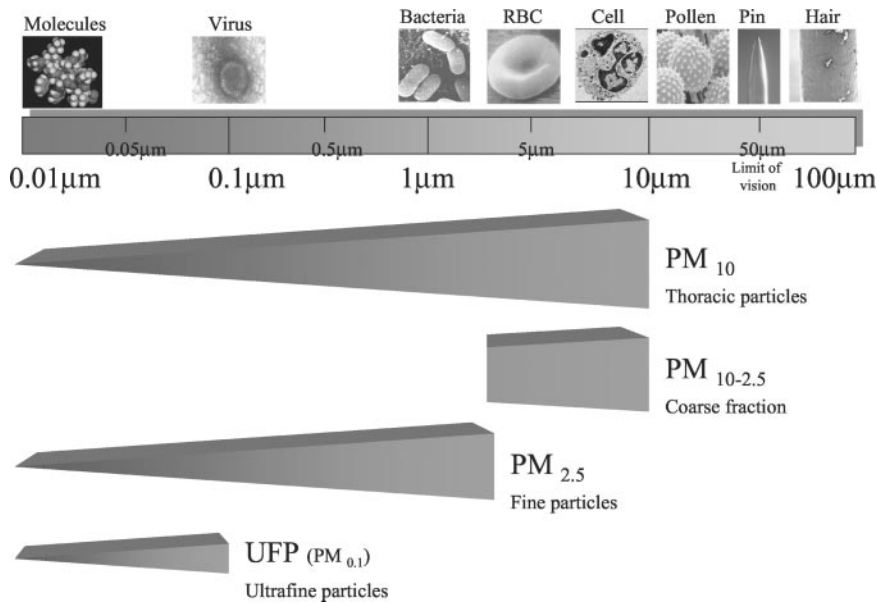 Molecules Virus Bacteria RBC Cell Pollen Pin Hair
0.05μm 0.5μm 5μm 50μm
0.01μm 0.1μm 1μm 10μm Limit of vision 100μm
PM 10
Thoracic particles
PM 10-2.5
Coarse fraction
PM 2.5
Fine particles
UFP (PM 0.1)
Ultrafine particles